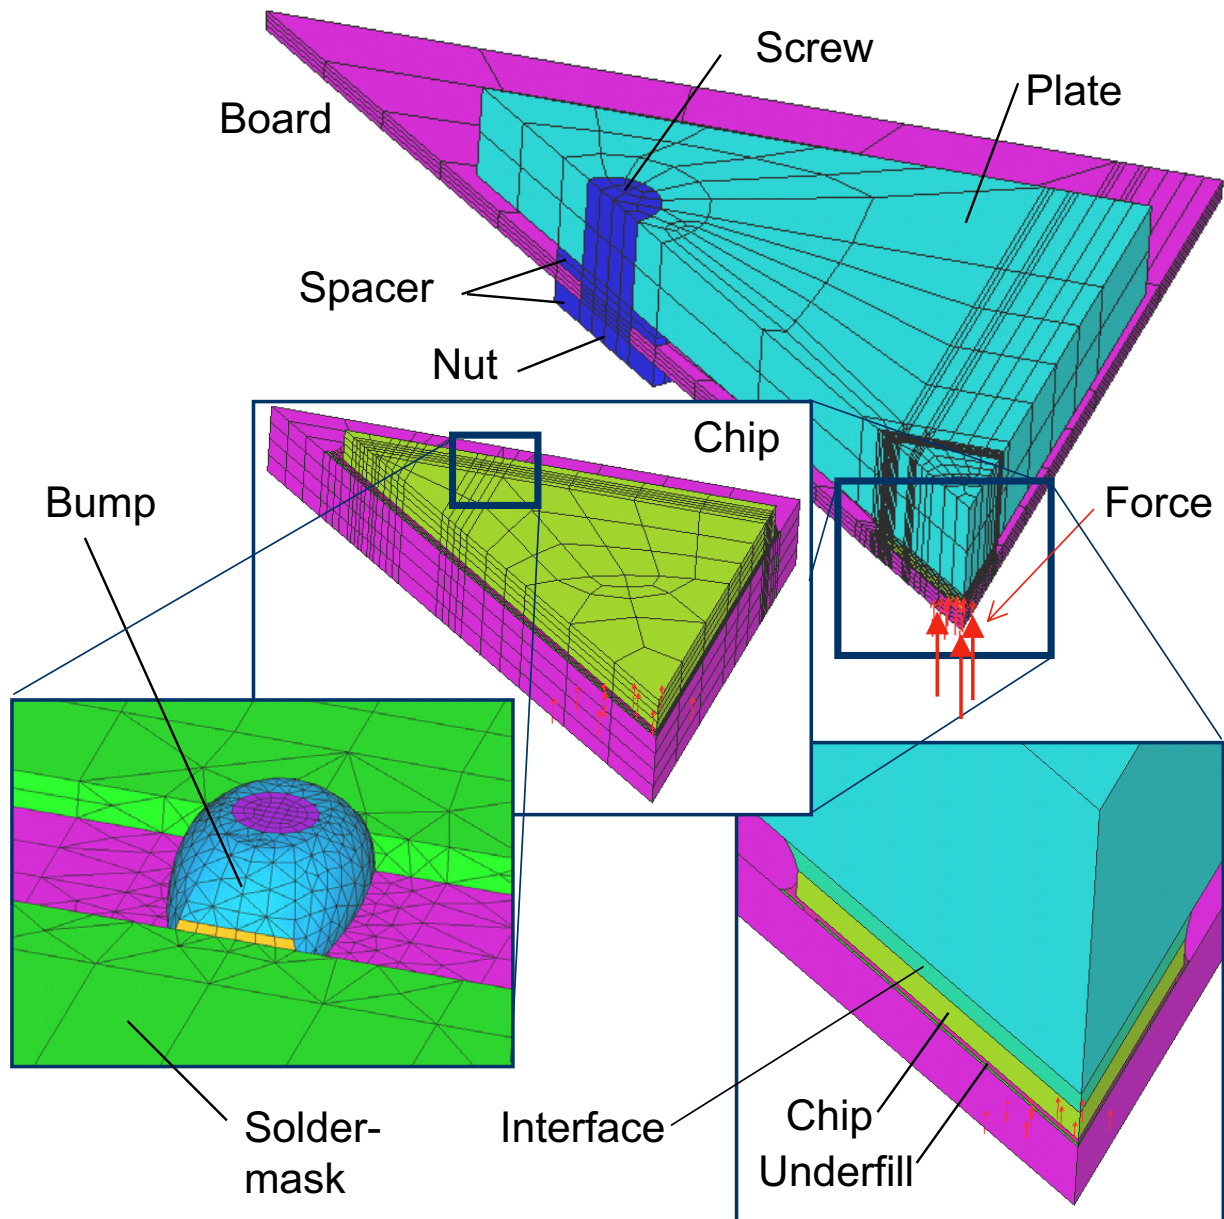 Screw
Plate
Board
Spacer
Nut
Chip
Bump
Force
Solder-
mask
Interface
Chip
Underfill